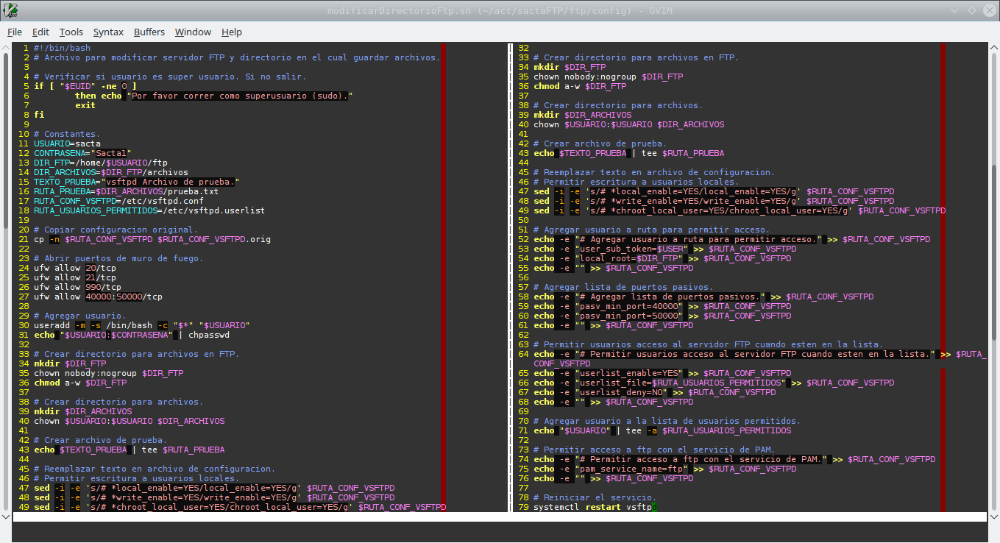 modificarDirectorioFtp.sh (~/act/sactaFTP/ftp/config) - GVIM
File Edit Tools Syntax Buffers Window Help
1 #!/bin/bash
2 # Archivo para modificar servidor FTP y directorio en el cual guardar archivos.
3
4 # Verificar si usuario es super usuario. Si no salir.
5 if [ "$EUID" -ne 0 ]
6 then echo "Por favor correr como superusuario (sudo)."
7 exit
8 fi
9
10 # Constantes.
11 USUARIO=sacta
12 CONTRASENA="Sacta1"
13 DIR_FTP=/home/$USUARIO/ftp
14 DIR_ARCHIVOS=$DIR_FTP/archivos
15 TEXTO_PRUEBA="vsftpd Archivo de prueba."
16 RUTA_PRUEBA=$DIR_ARCHIVOS/prueba.txt
17 RUTA_CONF_VSFTPD=/etc/vsftpd.conf
18 RUTA_USUARIOS_PERMITIDOS=/etc/vsftpd.userlist
19
20 # Copiar configuracion original.
21 cp -n $RUTA_CONF_VSFTPD $RUTA_CONF_VSFTPD.orig
22
23 # Abrir puertos de muro de fuego.
24 ufw allow 20/tcp
25 ufw allow 21/tcp
26 ufw allow 990/tcp
27 ufw allow 40000:50000/tcp
28
29 # Agregar usuario.
30 useradd -m -s /bin/bash -c "$*" "$USUARIO"
31 echo "$USUARIO:$CONTRASENA" | chpasswd
32
33 # Crear directorio para archivos en FTP.
34 mkdir $DIR_FTP
35 chown nobody:nogroup $DIR_FTP
36 chmod a-w $DIR_FTP
37
38 # Crear directorio para archivos.
39 mkdir $DIR_ARCHIVOS
40 chown $USUARIO:$USUARIO $DIR_ARCHIVOS
41
42 # Crear archivo de prueba.
43 echo $TEXTO_PRUEBA | tee $RUTA_PRUEBA
44
45 # Reemplazar texto en archivo de configuracion.
46 # Permitir escritura a usuarios locales.
47 sed -i -e 's/# *local_enable=YES/local_enable=YES/g' $RUTA_CONF_VSFTPD
48 sed -i -e 's/# *write_enable=YES/write_enable=YES/g' $RUTA_CONF_VSFTPD
49 sed -i -e 's/# *chroot_local_user=YES/chroot_local_user=YES/g' $RUTA_CONF_VSFTPD
32
33 # Crear directorio para archivos en FTP.
34 mkdir $DIR_FTP
35 chown nobody:nogroup $DIR_FTP
36 chmod a-w $DIR_FTP
37
38 # Crear directorio para archivos.
39 mkdir $DIR_ARCHIVOS
40 chown $USUARIO:$USUARIO $DIR_ARCHIVOS
41
42 # Crear archivo de prueba.
43 echo $TEXTO_PRUEBA | tee $RUTA_PRUEBA
44
45 # Reemplazar texto en archivo de configuracion.
46 # Permitir escritura a usuarios locales.
47 sed -i -e 's/# *local_enable=YES/local_enable=YES/g' $RUTA_CONF_VSFTPD
48 sed -i -e 's/# *write_enable=YES/write_enable=YES/g' $RUTA_CONF_VSFTPD
49 sed -i -e 's/# *chroot_local_user=YES/chroot_local_user=YES/g' $RUTA_CONF_VSFTPD
50
51 # Agregar usuario a ruta para permitir acceso.
52 echo -e "# Agregar usuario a ruta para permitir acceso." >> $RUTA_CONF_VSFTPD
53 echo -e "user_sub_token=$USER" >> $RUTA_CONF_VSFTPD
54 echo -e "local_root=$DIR_FTP" >> $RUTA_CONF_VSFTPD
55 echo -e "" >> $RUTA_CONF_VSFTPD
56
57 # Agregar lista de puertos pasivos.
58 echo -e "# Agregar lista de puertos pasivos." >> $RUTA_CONF_VSFTPD
59 echo -e "pasv_min_port=40000" >> $RUTA_CONF_VSFTPD
60 echo -e "pasv_min_port=50000" >> $RUTA_CONF_VSFTPD
61 echo -e "" >> $RUTA_CONF_VSFTPD
62
63 # Permitir usuarios acceso al servidor FTP cuando esten en la lista.
64 echo -e "# Permitir usuarios acceso al servidor FTP cuando esten en la lista." >> $RUTA_
CONF_VSFTPD
65 echo -e "userlist_enable=YES" >> $RUTA_CONF_VSFTPD
66 echo -e "userlist_file=$RUTA_USUARIOS_PERMITIDOS" >> $RUTA_CONF_VSFTPD
67 echo -e "userlist_deny=NO" >> $RUTA_CONF_VSFTPD
68 echo -e "" >> $RUTA_CONF_VSFTPD
69
70 # Agregar usuario a la lista de usuarios permitidos.
71 echo "$USUARIO" | tee -a $RUTA_USUARIOS_PERMITIDOS
72
73 # Permitir acceso a ftp con el servicio de PAM.
74 echo -e "# Permitir acceso a ftp con el servicio de PAM." >> $RUTA_CONF_VSFTPD
75 echo -e "pam_service_name=ftp" >> $RUTA_CONF_VSFTPD
76 echo -e "" >> $RUTA_CONF_VSFTPD
77
78 # Reiniciar el servicio.
79 systemctl restart vsftpd